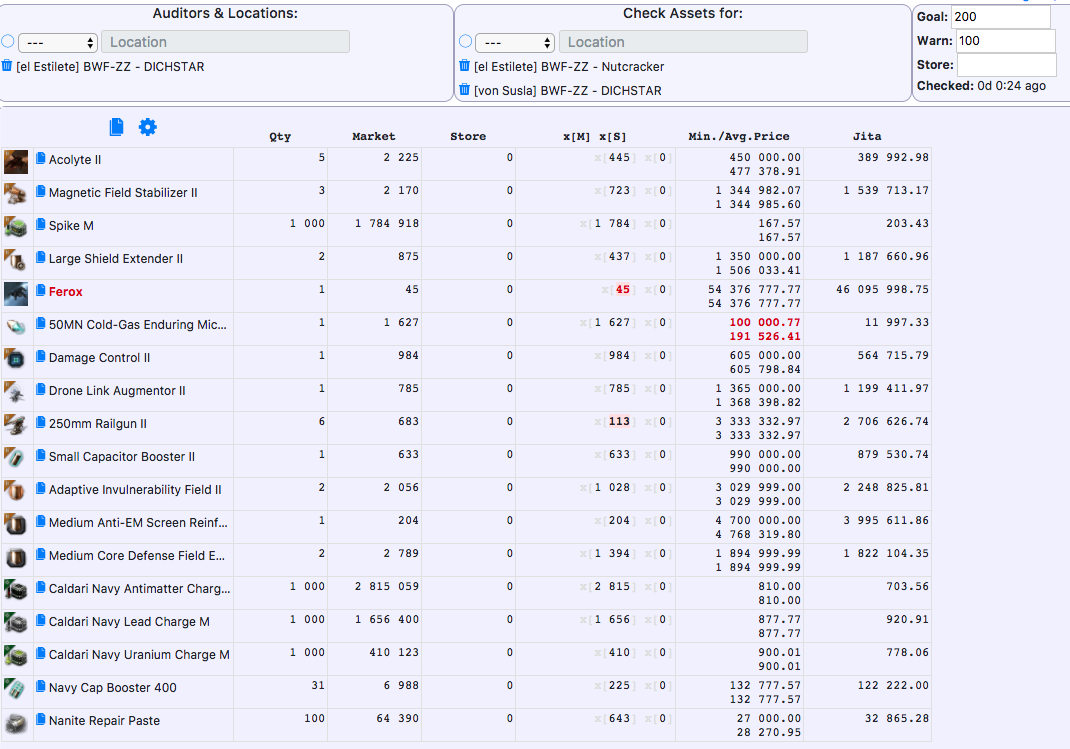 Auditors & Locations:
--- Location
[el Estilete] BWF-ZZ - DICHSTAR
Check Assets for:
--- Location
[el Estilete] BWF-ZZ - Nutcracker
[von Susla] BWF-ZZ - DICHSTAR
Goal: 200
Warn: 100
Store:
Checked: 0d 0:24 ago
Qty Market Store x[M] x[S] Min./Avg.Price Jita
Acolyte II 5 2 225 0 x[445] x[0] 450 000.00 389 992.98
477 378.91
Magnetic Field Stabilizer II 3 2 170 0 x[723] x[0] 1 344 982.07 1 539 713.17
1 344 985.60
Spike M 1 000 1 784 918 0 x[1 784] x[0] 167.57 203.43
167.57
Large Shield Extender II 2 875 0 x[437] x[0] 1 350 000.00 1 187 660.96
1 506 033.41
Ferox 1 45 0 x[45] x[0] 54 376 777.77 46 095 998.75
54 376 777.77
50MN Cold-Gas Enduring Mic... 1 1 627 0 x[1 627] x[0] 100 000.77 11 997.33
191 526.41
Damage Control II 1 984 0 x[984] x[0] 605 000.00 564 715.79
605 798.84
Drone Link Augmentor II 1 785 0 x[785] x[0] 1 365 000.00 1 199 411.97
1 368 398.82
250mm Railgun II 6 683 0 x[113] x[0] 3 333 332.97 2 706 626.74
3 333 332.97
Small Capacitor Booster II 1 633 0 x[633] x[0] 990 000.00 879 530.74
990 000.00
Adaptive Invulnerability Field II 2 2 056 0 x[1 028] x[0] 3 029 999.00 2 248 825.81
3 029 999.00
Medium Anti-EM Screen Reinf... 1 204 0 x[204] x[0] 4 700 000.00 3 995 611.86
4 768 319.80
Medium Core Defense Field E... 2 2 789 0 x[1 394] x[0] 1 894 999.99 1 822 104.35
1 894 999.99
Caldari Navy Antimatter Charg... 1 000 2 815 059 0 x[2 815] x[0] 810.00 703.56
810.00
Caldari Navy Lead Charge M 1 000 1 656 400 0 x[1 656] x[0] 877.77 920.91
877.77
Caldari Navy Uranium Charge M 1 000 410 123 0 x[410] x[0] 900.01 778.06
900.01
Navy Cap Booster 400 31 6 988 0 x[225] x[0] 132 777.57 122 222.00
132 777.57
Nanite Repair Paste 100 64 390 0 x[643] x[0] 27 000.00 32 865.28
28 270.95